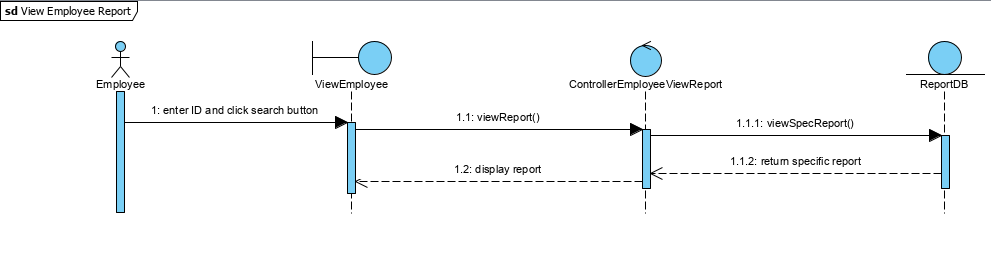 sd View Employee Report
Employee
ViewEmployee
ControllerEmployeeViewReport
ReportDB
1: enter ID and click search button
1.1: viewReport()
1.1.1: viewSpecReport()
1.2: display report
1.1.2: return specific report